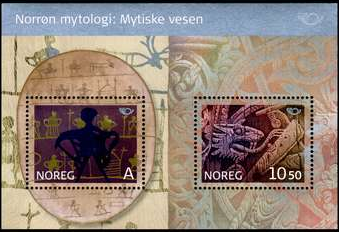 Norrøn mytologi: Mytiske vesen
NOREG A
NOREG 10 50